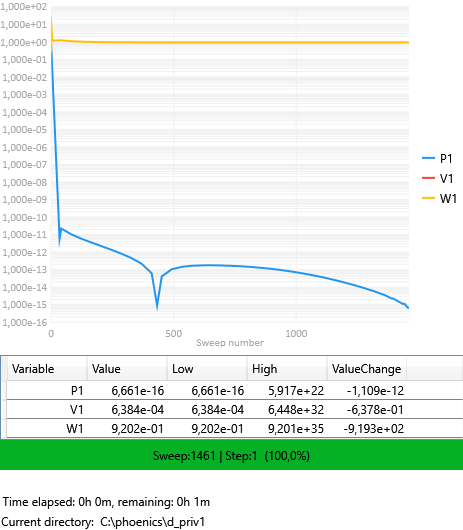 1,000e+02
1,000e+01
1,000e+00
1,000e-01
1,000e-02
1,000e-03
1,000e-04
1,000e-05
1,000e-06
1,000e-07
1,000e-08
1,000e-09
1,000e-10
1,000e-11
1,000e-12
1,000e-13
1,000e-14
1,000e-15
1,000e-16
0 500 1000
Sweep number
P1
V1
W1
Variable Value Low High ValueChange
P1 6,661e-16 6,661e-16 5,917e+22 -1,109e-12
V1 6,384e-04 6,384e-04 6,448e+32 -6,378e-01
W1 9,202e-01 9,202e-01 9,201e+35 -9,193e+02
Sweep:1461 | Step:1 (100,0%)
Time elapsed: 0h 0m, remaining: 0h 1m
Current directory: C:\phoenics\d_priv1